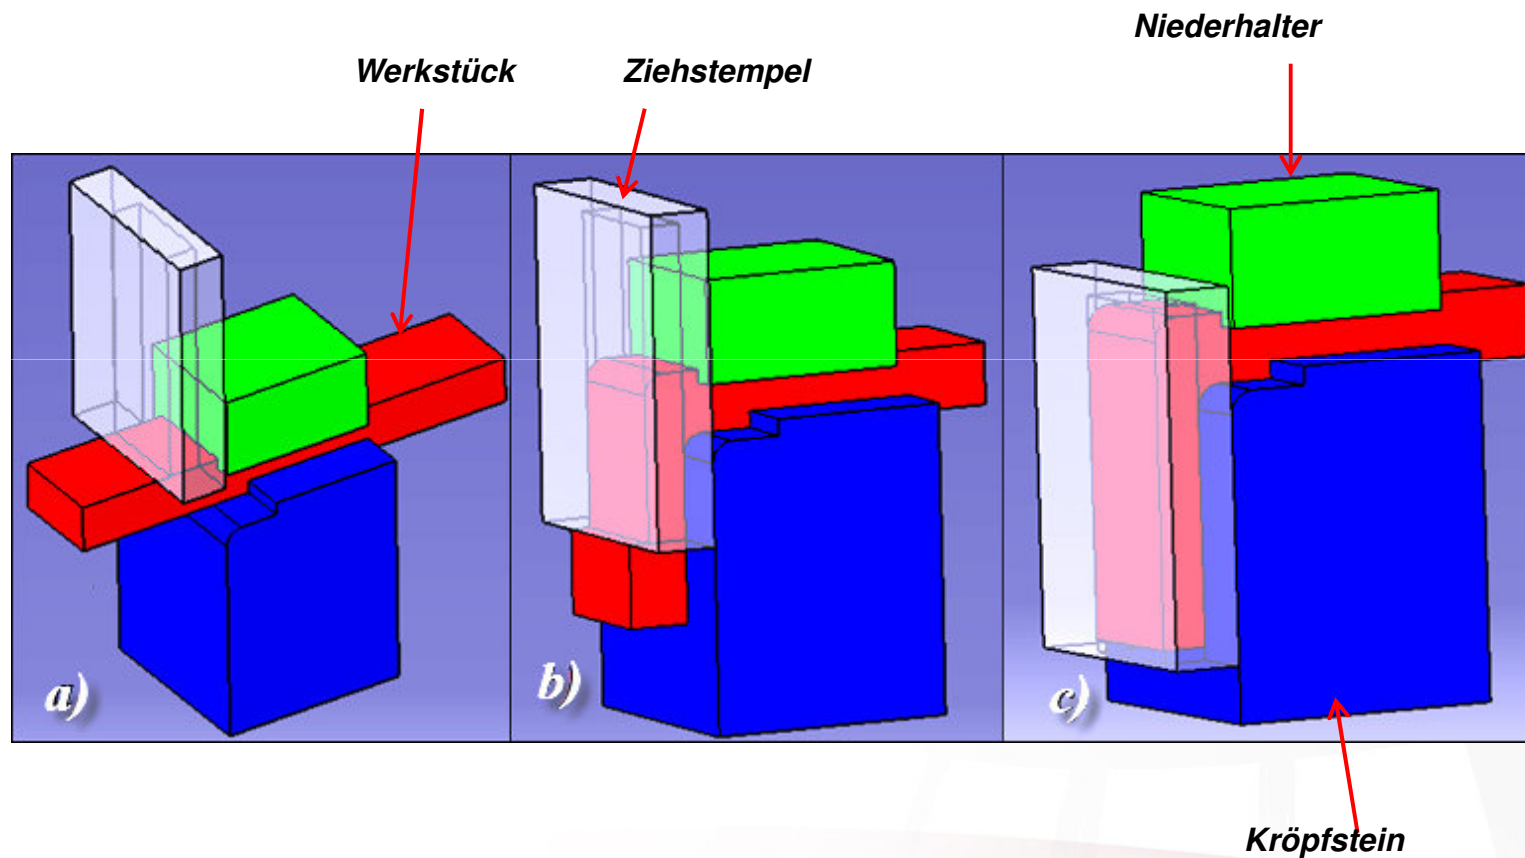 Niederhalter
Werkstück
Ziehstempel
a)
b)
c)
Kröpfstein